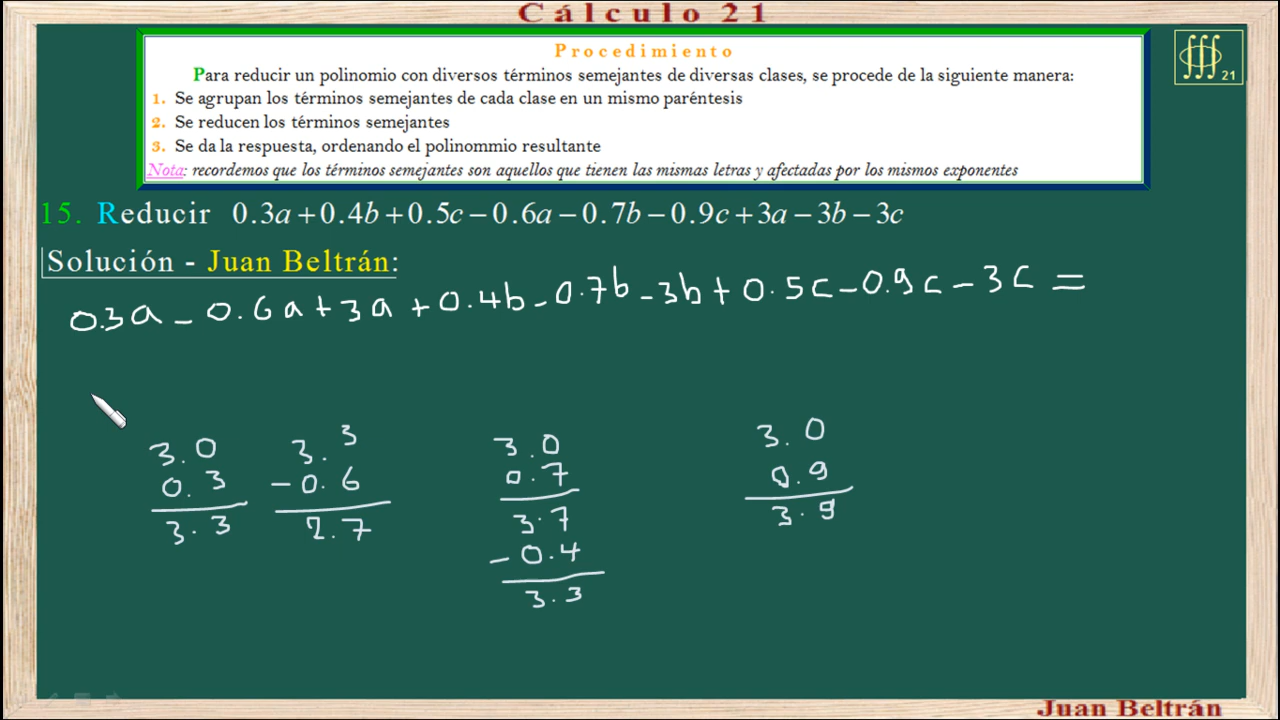 Cálculo 21
Procedimiento
Para reducir un polinomio con diversos términos semejantes de diversas clases, se procede de la siguiente manera:
1. Se agrupan los términos semejantes de cada clase en un mismo paréntesis
2. Se reducen los términos semejantes
3. Se da la respuesta, ordenando el polinommio resultante
Nota: recordemos que los términos semejantes son aquellos que tienen las mismas letras y afectadas por los mismos exponentes
∫∫∫ 21
15. Reducir 0.3a+0.4b+0.5c−0.6a−0.7b−0.9c+3a−3b−3c
Solución - Juan Beltrán:
0.3a − 0.6a + 3a + 0.4b − 0.7b − 3b + 0.5c − 0.9c − 3c =
3.0
0.3
3.3
3.3
− 0.6
2.7
3.0
0.7
3.7
− 0.4
3.3
3.0
0.9
3.9
Juan Beltrán